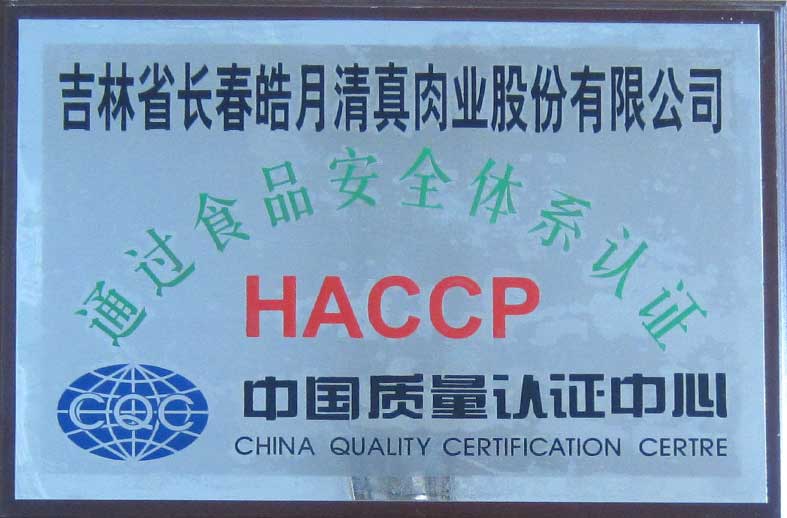 吉林省长春皓月清真肉业股份有限公司
通过食品安全体系认证
HACCP
CQC
中国质量认证中心
CHINA QUALITY CERTIFICATION CERTRE